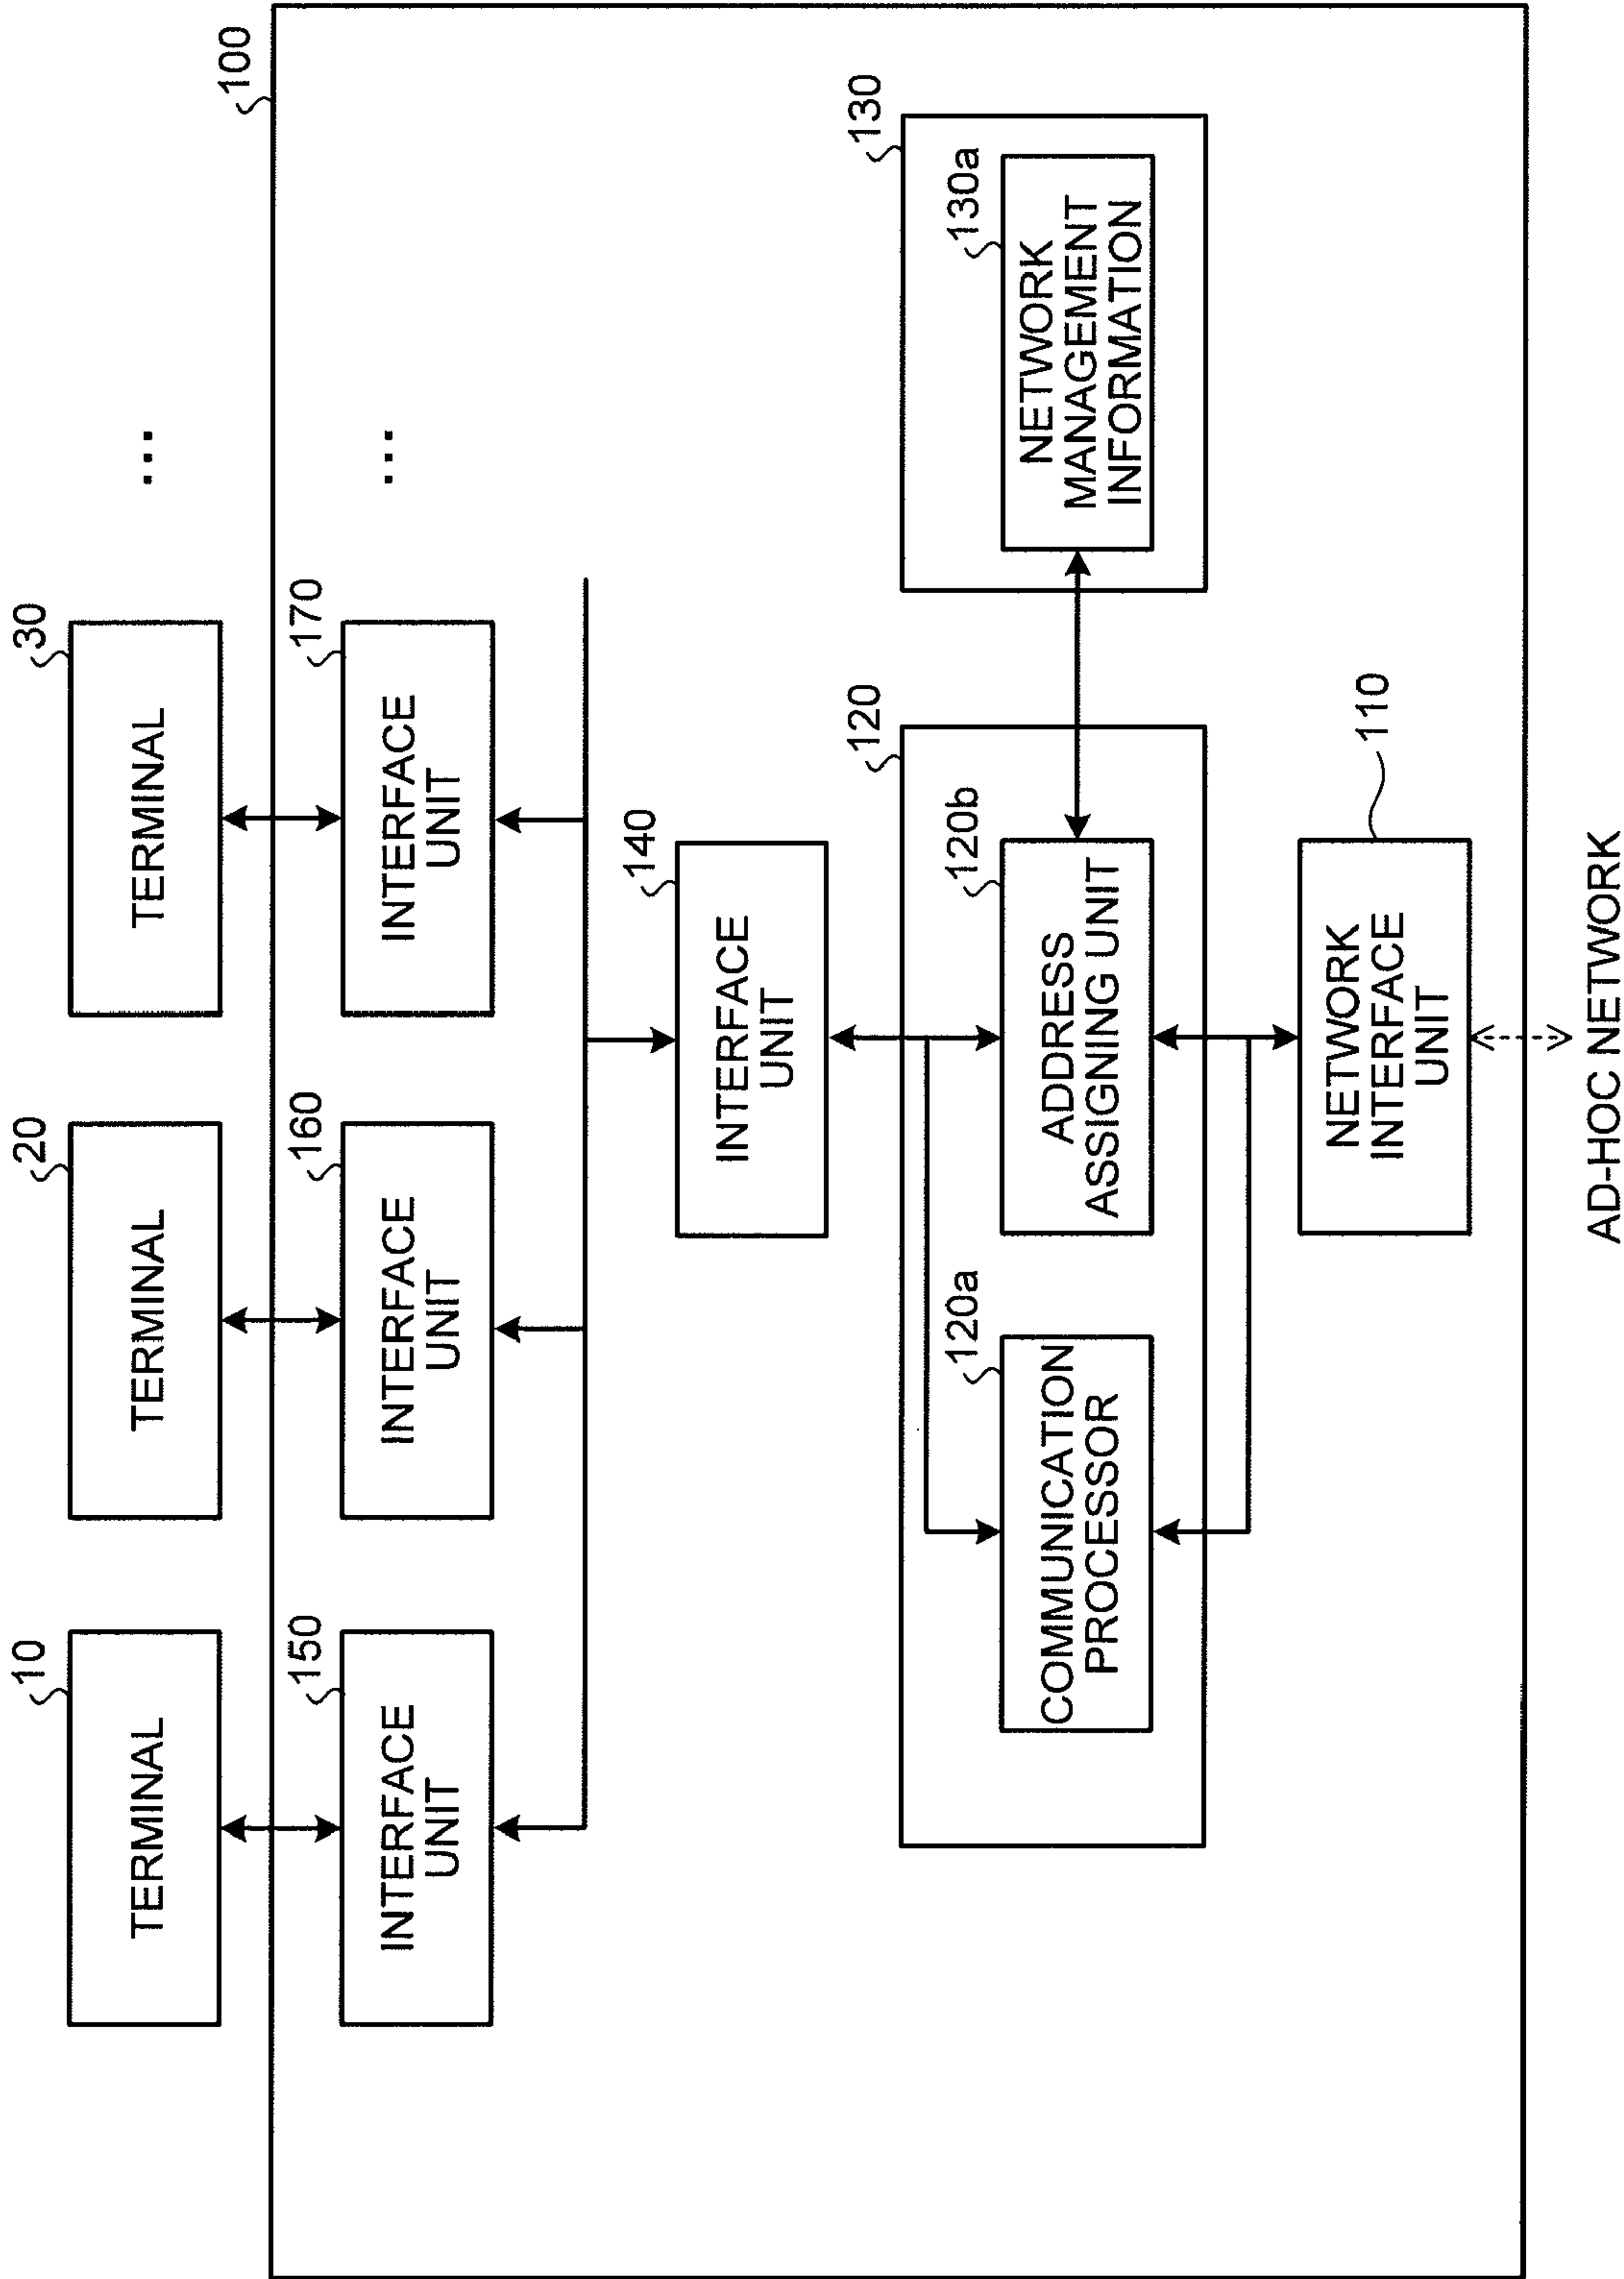 100
10
TERMINAL
20
TERMINAL
30
TERMINAL
...
150
INTERFACE
UNIT
160
INTERFACE
UNIT
170
INTERFACE
UNIT
...
140
INTERFACE
UNIT
120
120a
COMMUNICATION
PROCESSOR
120b
ADDRESS
ASSIGNING UNIT
130
130a
NETWORK
MANAGEMENT
INFORMATION
110
NETWORK
INTERFACE
UNIT
AD-HOC NETWORK